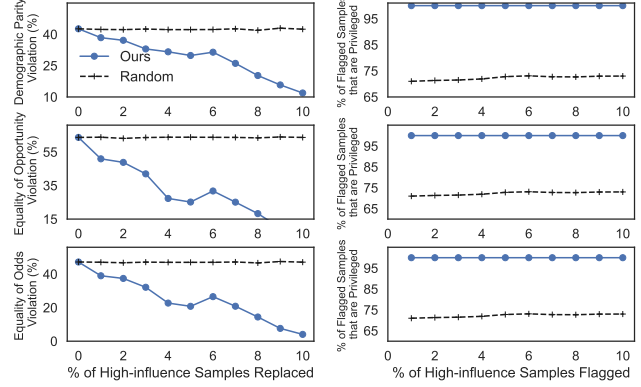 Demographic Parity
Violation (%)
40
25
10
Ours
Random
0 2 4 6 8 10
% of Flagged Samples
that are Privileged
95
85
75
65
0 2 4 6 8 10
Equality of Opportunity
Violation (%)
55
35
15
0 2 4 6 8 10
% of Flagged Samples
that are Privileged
95
85
75
65
0 2 4 6 8 10
Equality of Odds
Violation (%)
40
20
0
0 2 4 6 8 10
% of High-influence Samples Replaced
% of Flagged Samples
that are Privileged
95
85
75
65
0 2 4 6 8 10
% of High-influence Samples Flagged